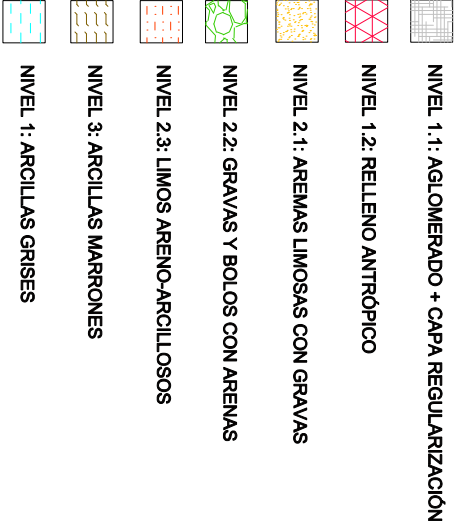 NIVEL 1.1: AGLOMERADO + CAPA REGULARIZACIÓN
NIVEL 1.2: RELLENO ANTRÓPICO
NIVEL 2.1: AREMAS LIMOSAS CON GRAVAS
NIVEL 2.2: GRAVAS Y BOLOS CON ARENAS
NIVEL 2.3: LIMOS ARENO-ARCILLOSOS
NIVEL 3: ARCILLAS MARRONES
NIVEL 1: ARCILLAS GRISES